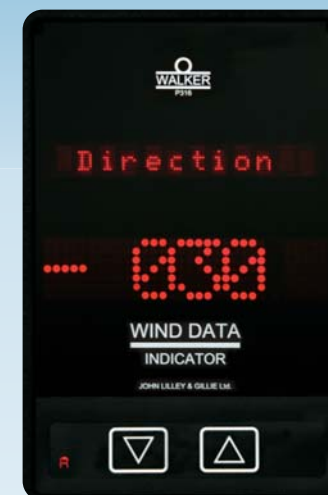 WALKER
P316
Direction
- 030
WIND DATA
INDICATOR
JOHN LILLEY & GILLIE Ltd.
R